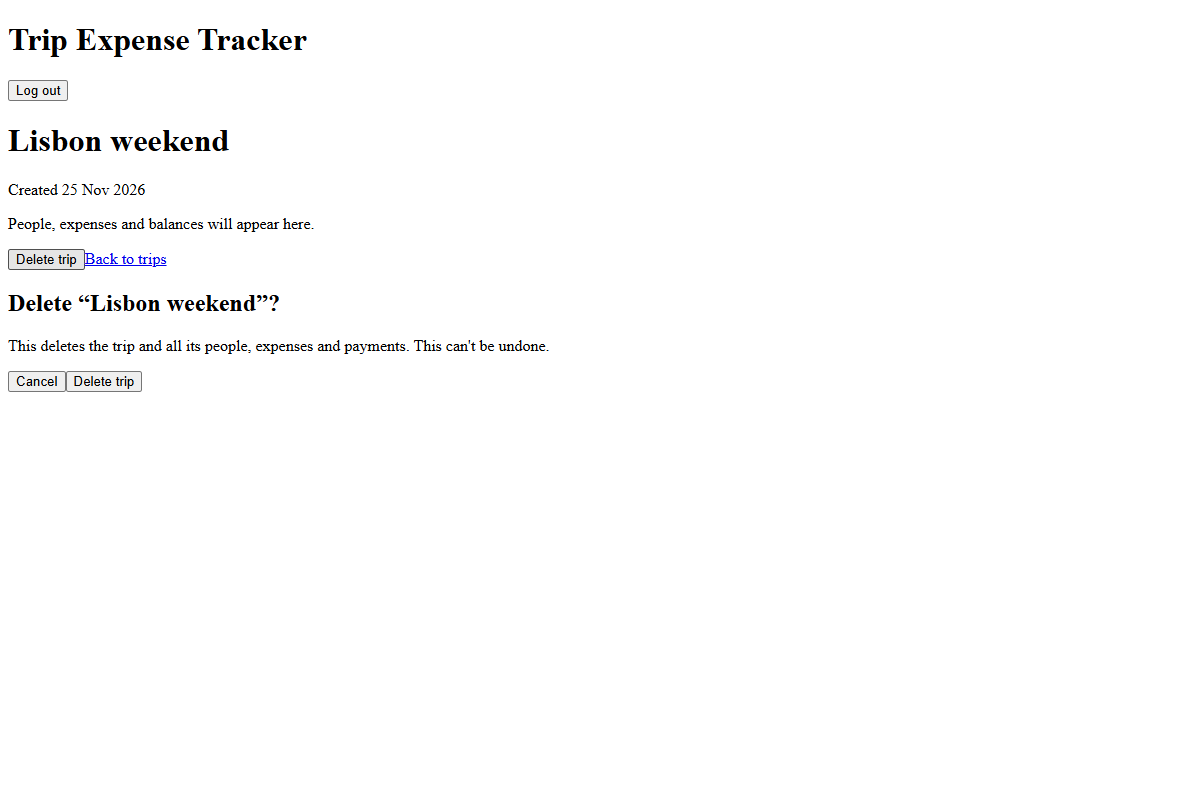 Trip Expense Tracker
Log out
Lisbon weekend
Created 25 Nov 2026
People, expenses and balances will appear here.
Delete trip Back to trips
Delete “Lisbon weekend”?
This deletes the trip and all its people, expenses and payments. This can't be undone.
Cancel Delete trip